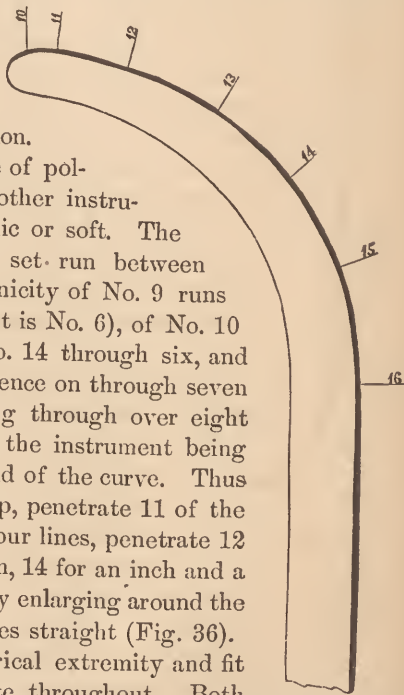 10 11 12
13
14
15
16
on.
of pol-
other instru-
ic or soft. The
set run between
nicity of No. 9 runs
t is No. 6), of No. 10
o. 14 through six, and
ence on through seven
g through over eight
the instrument being
d of the curve. Thus
p, penetrate 11 of the
our lines, penetrate 12
n, 14 for an inch and a
y enlarging around the
es straight (Fig. 36).
rical extremity and fit
throughout. Both